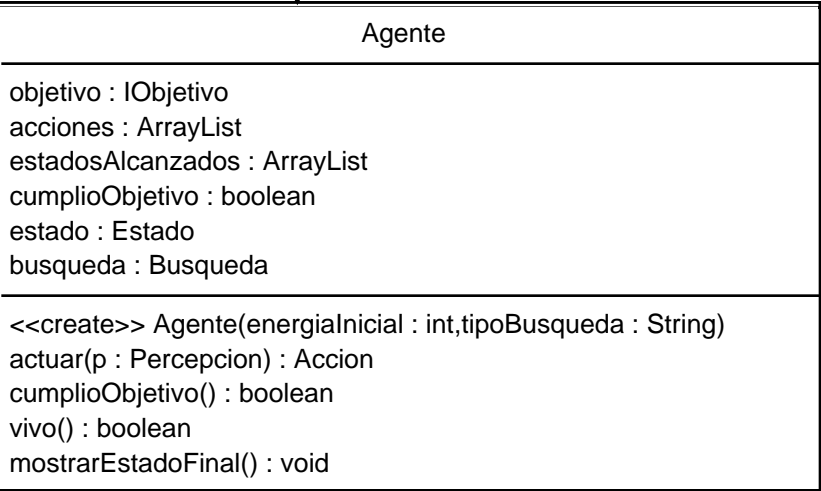 Agente
objetivo : IObjetivo
acciones : ArrayList
estadosAlcanzados : ArrayList
cumplioObjetivo : boolean
estado : Estado
busqueda : Busqueda
<<create>> Agente(energiaInicial : int,tipoBusqueda : String)
actuar(p : Percepcion) : Accion
cumplioObjetivo() : boolean
vivo() : boolean
mostrarEstadoFinal() : void